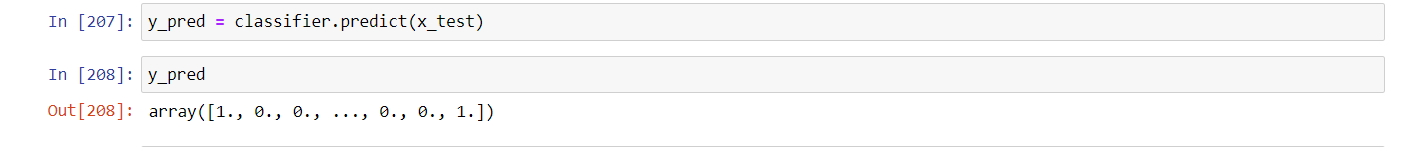 In [207]: y_pred = classifier.predict(x_test)
In [208]: y_pred
Out[208]: array([1., 0., 0., ..., 0., 0., 1.])